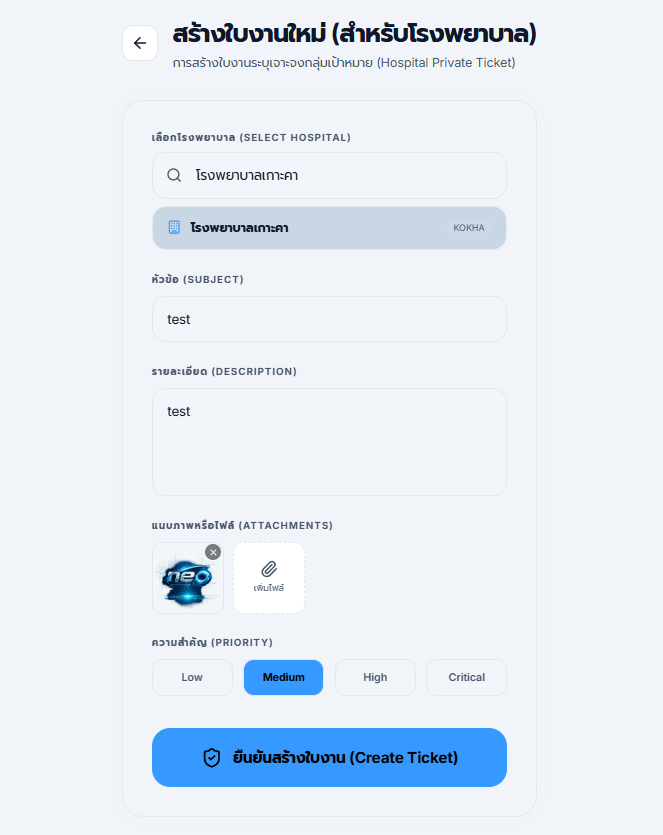 สร้างใบงานใหม่ (สำหรับโรงพยาบาล)
การสร้างใบงานระบุเจาะจงกลุ่มเป้าหมาย (Hospital Private Ticket)
เลือกโรงพยาบาล (SELECT HOSPITAL)
โรงพยาบาลเกาะคา
โรงพยาบาลเกาะคา KOKHA
หัวข้อ (SUBJECT)
test
รายละเอียด (DESCRIPTION)
test
แนบภาพหรือไฟล์ (ATTACHMENTS)
neo
เพิ่มไฟล์
ความสำคัญ (PRIORITY)
Low Medium High Critical
ยืนยันสร้างใบงาน (Create Ticket)